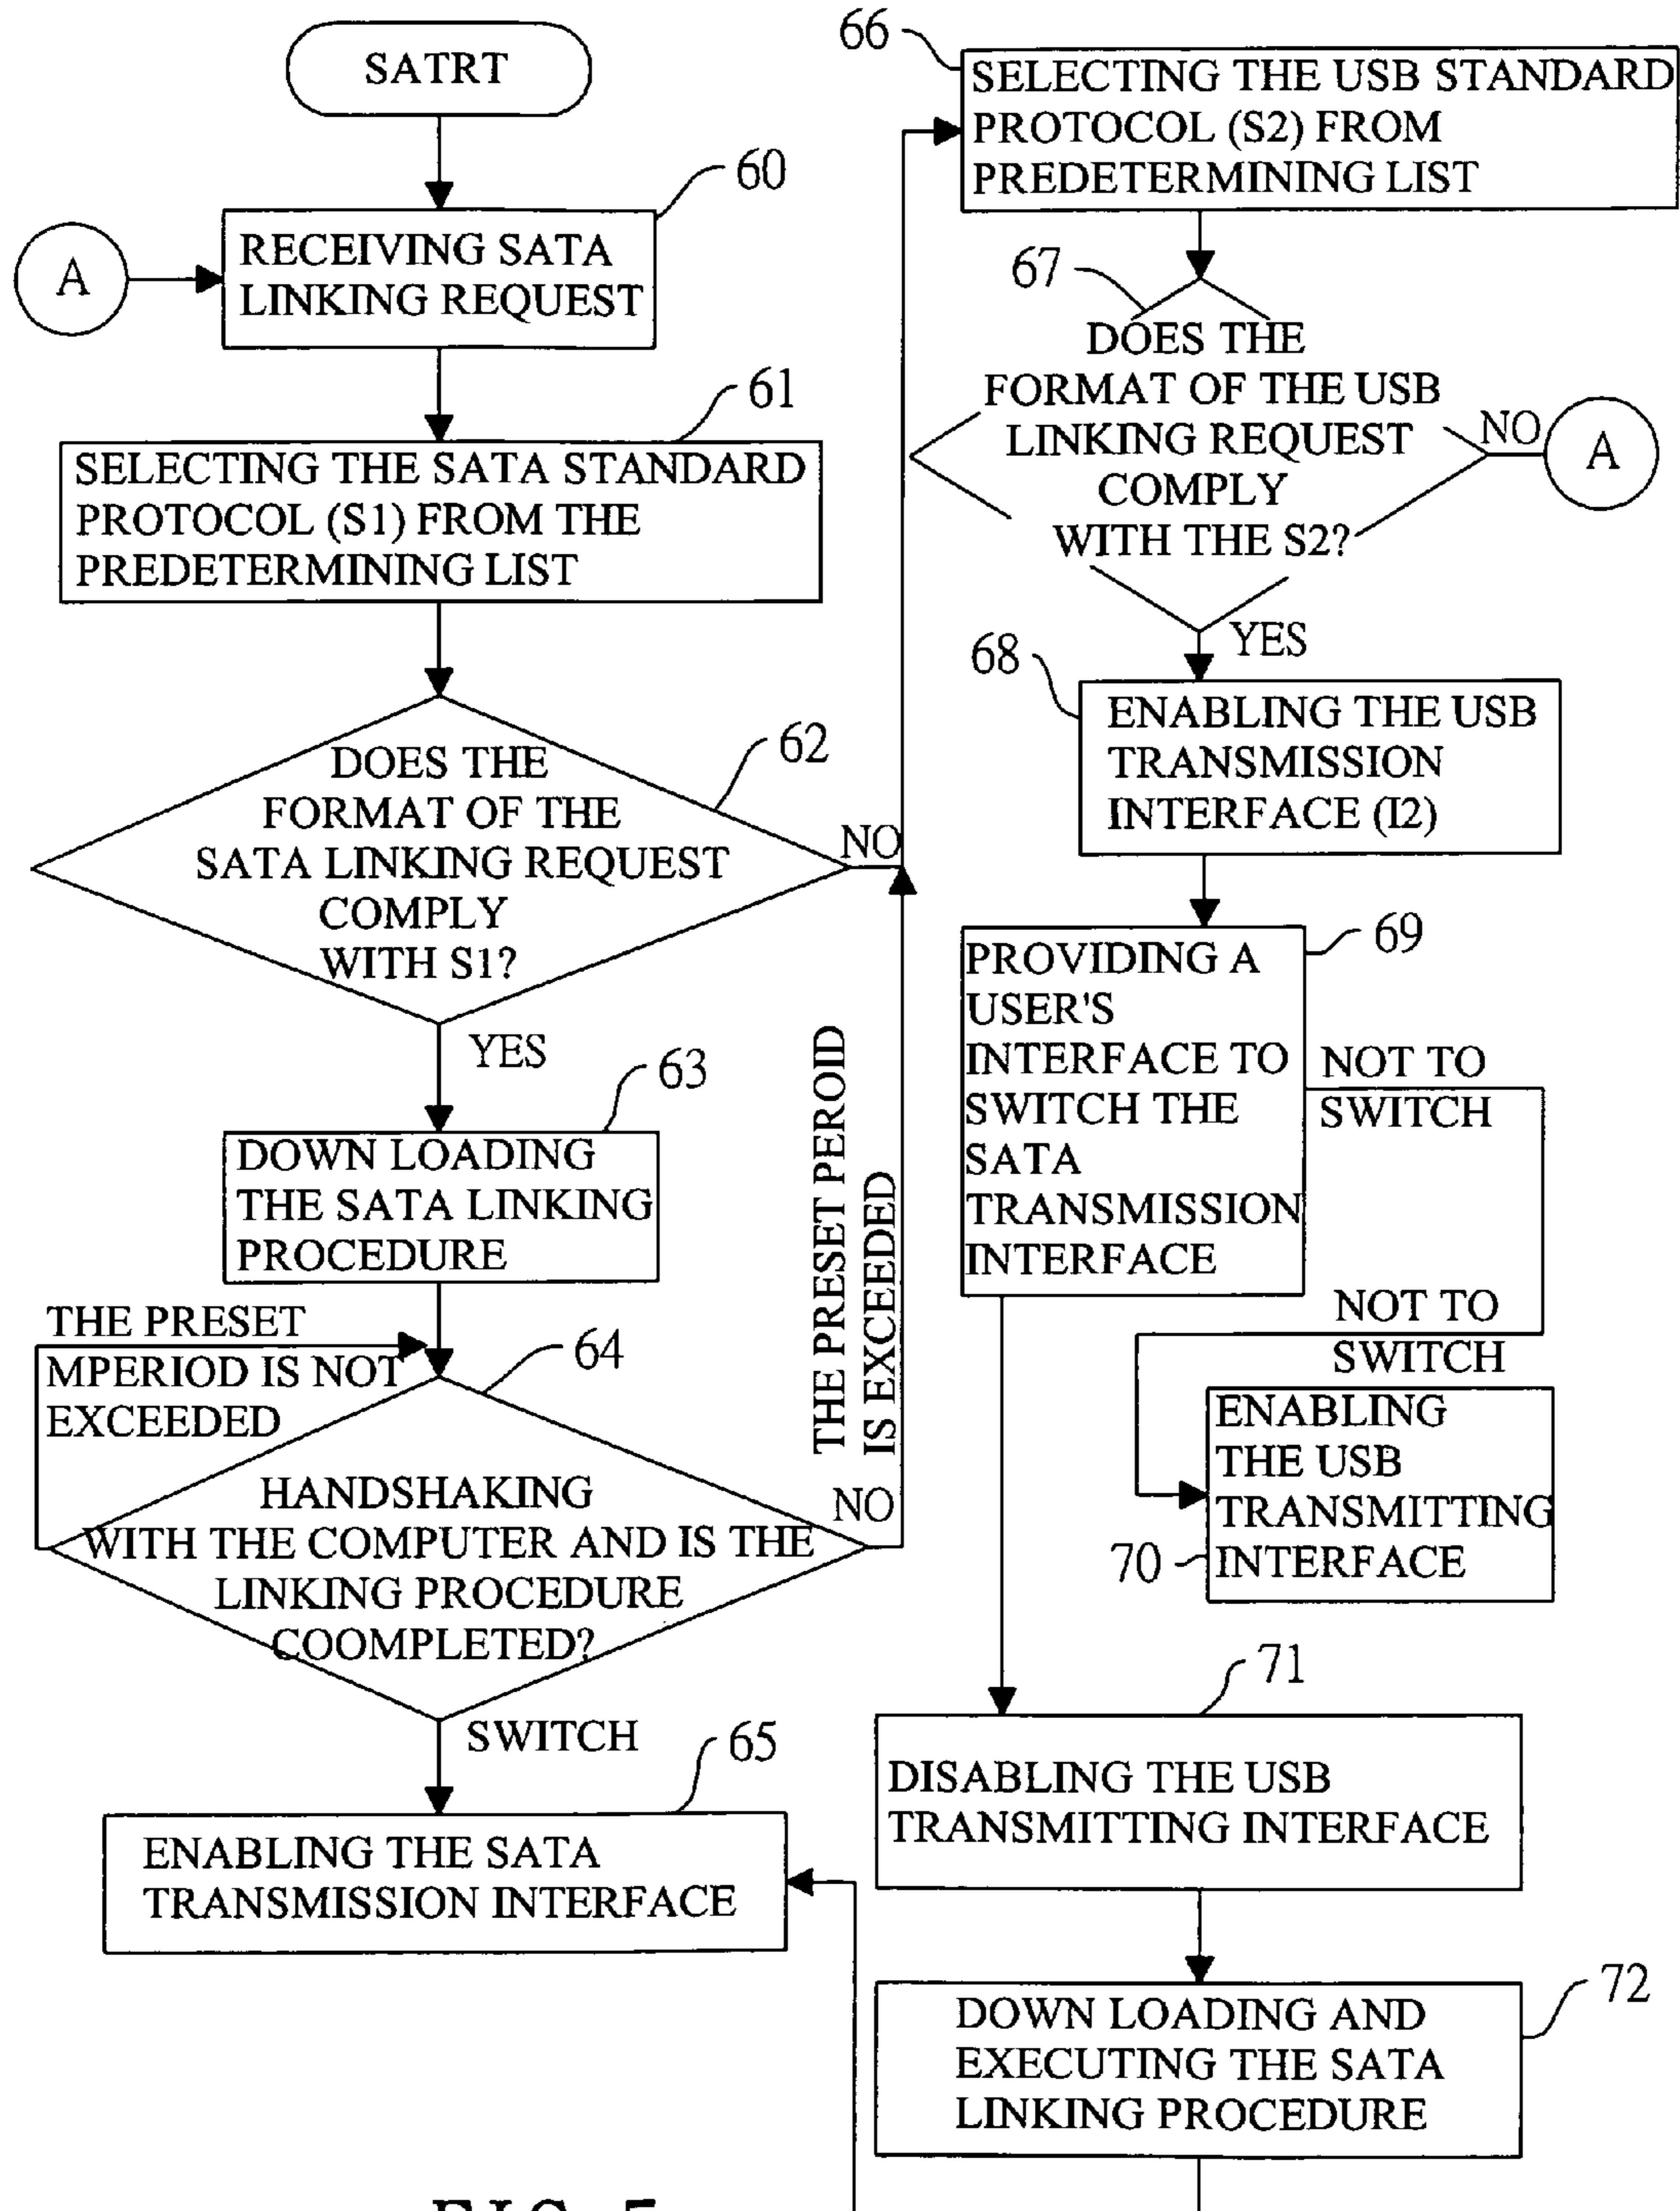 SATRT
60
A
RECEIVING SATA
LINKING REQUEST
61
SELECTING THE SATA STANDARD
PROTOCOL (S1) FROM THE
PREDETERMINING LIST
62
DOES THE
FORMAT OF THE
SATA LINKING REQUEST
COMPLY
WITH S1?
NO
YES
63
DOWN LOADING
THE SATA LINKING
PROCEDURE
THE PRESET
MPERIOD IS NOT
EXCEEDED
64
HANDSHAKING
WITH THE COMPUTER AND IS THE
LINKING PROCEDURE
COOMPLETED?
NO
THE PRESET PEROID
IS EXCEEDED
SWITCH
65
ENABLING THE SATA
TRANSMISSION INTERFACE
66
SELECTING THE USB STANDARD
PROTOCOL (S2) FROM
PREDETERMINING LIST
67
DOES THE
FORMAT OF THE USB
LINKING REQUEST
COMPLY
WITH THE S2?
NO
A
YES
68
ENABLING THE USB
TRANSMISSION
INTERFACE (I2)
69
PROVIDING A
USER'S
INTERFACE TO
SWITCH THE
SATA
TRANSMISSION
INTERFACE
NOT TO
SWITCH
NOT TO
SWITCH
ENABLING
THE USB
TRANSMITTING
INTERFACE
70
71
DISABLING THE USB
TRANSMITTING INTERFACE
72
DOWN LOADING AND
EXECUTING THE SATA
LINKING PROCEDURE